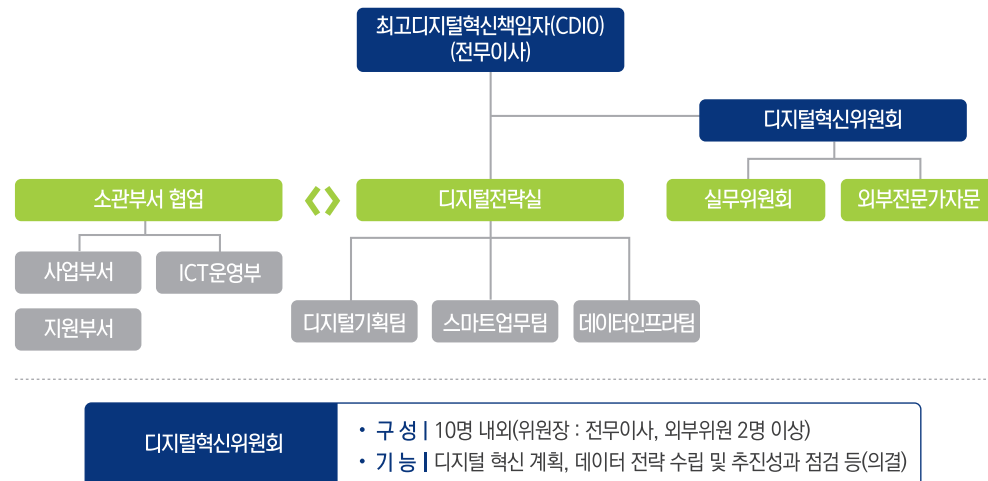 최고디지털혁신책임자(CDIO)
(전무이사)
디지털혁신위원회
소관부서 협업
디지털전략실
실무위원회
외부전문가자문
사업부서
ICT운영부
지원부서
디지털기획팀
스마트업무팀
데이터인프라팀
디지털혁신위원회
• 구 성 | 10명 내외(위원장 : 전무이사, 외부위원 2명 이상)
• 기 능 | 디지털 혁신 계획, 데이터 전략 수립 및 추진성과 점검 등(의결)